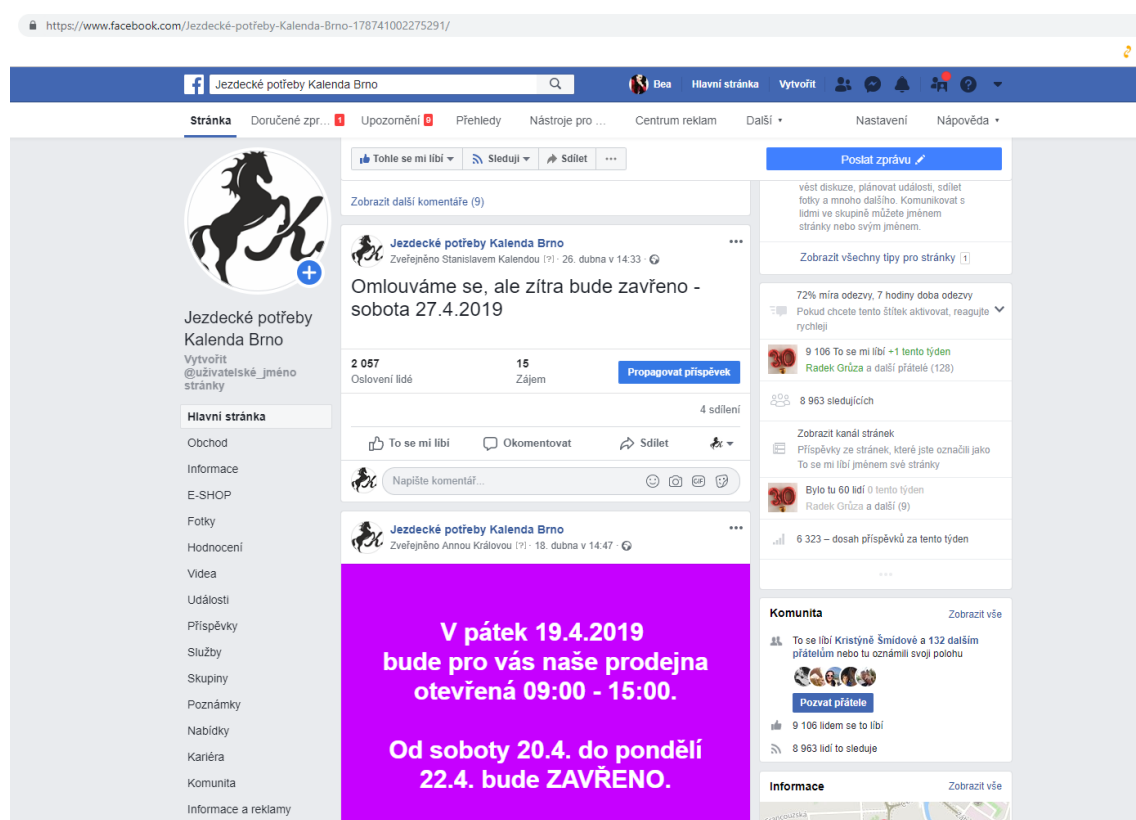 https://www.facebook.com/Jezdecké-potřeby-Kalenda-Brno-178741002275291/
Jezdecké potřeby Kalenda Brno
Bea
Hlavní stránka
Vytvořit
Stránka
Doručené zpr... 1
Upozornění 9
Přehledy
Nástroje pro ...
Centrum reklam
Další
Nastavení
Nápověda
Jezdecké potřeby
Kalenda Brno
Vytvořit
@uživatelské_jméno
stránky
Hlavní stránka
Obchod
Informace
E-SHOP
Fotky
Hodnocení
Videa
Události
Příspěvky
Služby
Skupiny
Poznámky
Nabídky
Kariéra
Komunita
Informace a reklamy
Tohle se mi líbí
Sleduji
Sdílet
Zobrazit další komentáře (9)
Jezdecké potřeby Kalenda Brno
Zveřejněno Stanislavem Kalendou [?] · 26. dubna v 14:33 ·
Omlouváme se, ale zítra bude zavřeno -
sobota 27.4.2019
2 057
Oslovení lidé
15
Zájem
Propagovat příspěvek
4 sdílení
To se mi líbí
Okomentovat
Sdílet
Napište komentář...
GIF
Jezdecké potřeby Kalenda Brno
Zveřejněno Annou Královou [?] · 18. dubna v 14:47 ·
V pátek 19.4.2019
bude pro vás naše prodejna
otevřená 09:00 - 15:00.
Od soboty 20.4. do pondělí
22.4. bude ZAVŘENO.
Poslat zprávu
vést diskuze, plánovat události, sdílet
fotky a mnoho dalšího. Komunikovat s
lidmi ve skupině můžete jménem
stránky nebo svým jménem.
Zobrazit všechny tipy pro stránky 1
72% míra odezvy, 7 hodiny doba odezvy
Pokud chcete tento štítek aktivovat, reagujte
rychleji
9 106 To se mi líbí +1 tento týden
Radek Grůza a další přátelé (128)
8 963 sledujících
Zobrazit kanál stránek
Příspěvky ze stránek, které jste označili jako
To se mi líbí jménem své stránky
Bylo tu 60 lidí 0 tento týden
Radek Grůza a další (9)
6 323 – dosah příspěvků za tento týden
Komunita
Zobrazit vše
To se líbí Kristýně Šmídové a 132 dalším
přátelům nebo tu oznámili svoji polohu
Pozvat přátele
9 106 lidem se to líbí
8 963 lidí to sleduje
Informace
Zobrazit vše